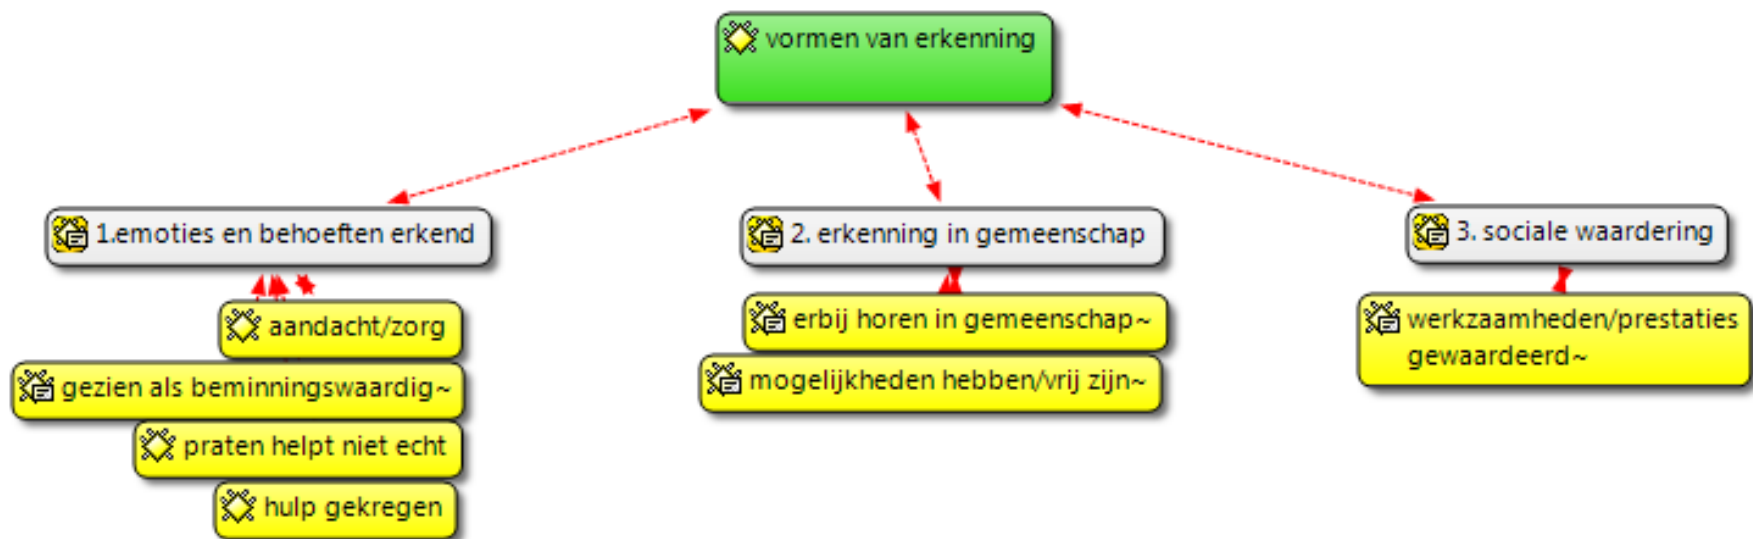 vormen van erkenning
1.emoties en behoeften erkend
2. erkenning in gemeenschap
3. sociale waardering
aandacht/zorg
gezien als beminningswaardig~
praten helpt niet echt
hulp gekregen
erbij horen in gemeenschap~
mogelijkheden hebben/vrij zijn~
werkzaamheden/prestaties
gewaardeerd~